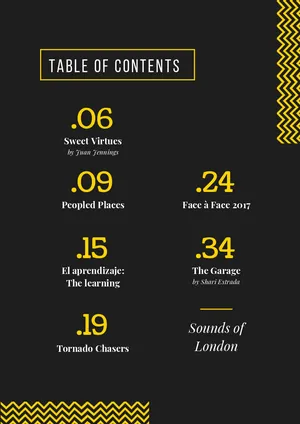 TABLE OF CONTENTS
.06
Sweet Virtues
by Juan Jennings
.09
Peopled Places
.15
El aprendizaje:
The learning
.19
Tornado Chasers
.24
Face à Face 2017
.34
The Garage
by Shari Estrada
Sounds of
London